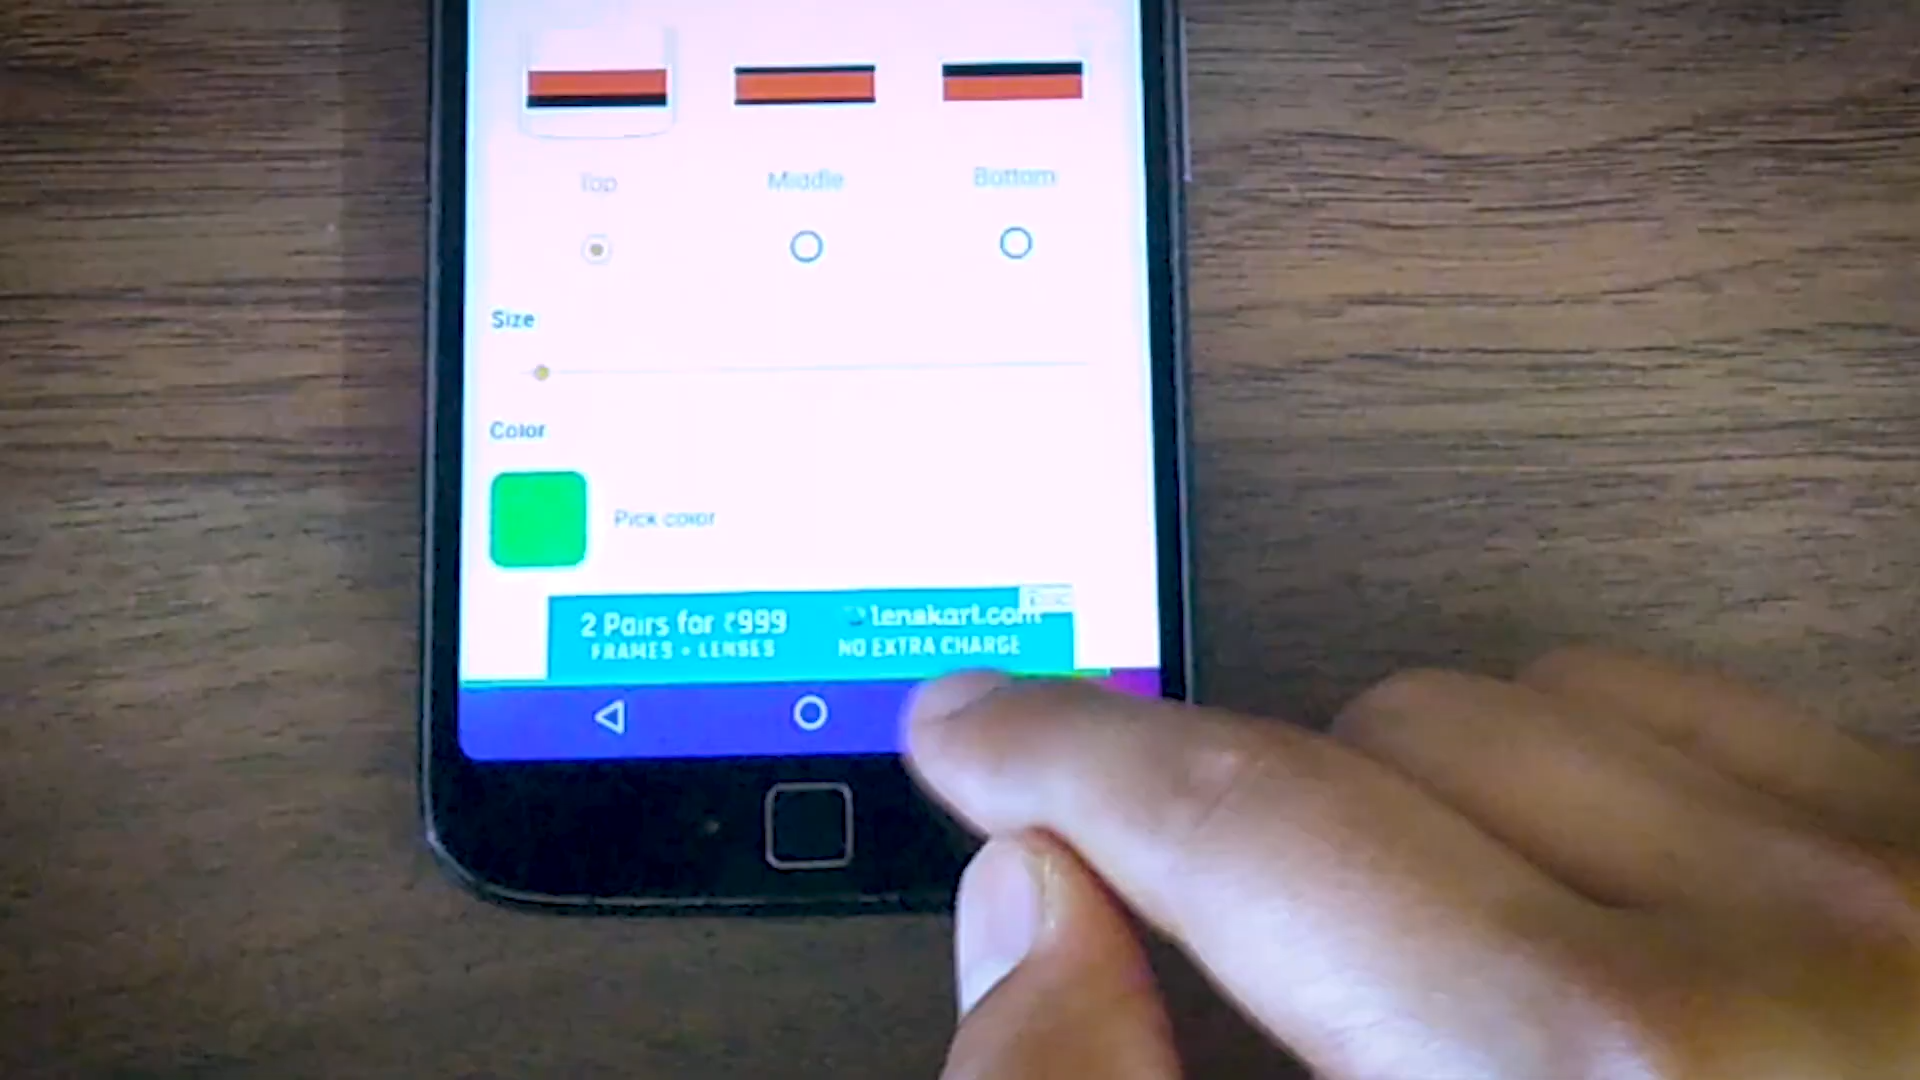 Top
Middle
Bottom
Size
Color
Pick color
2 Pairs for ₹999
FRAMES + LENSES
lenskart.com
NO EXTRA CHARGE